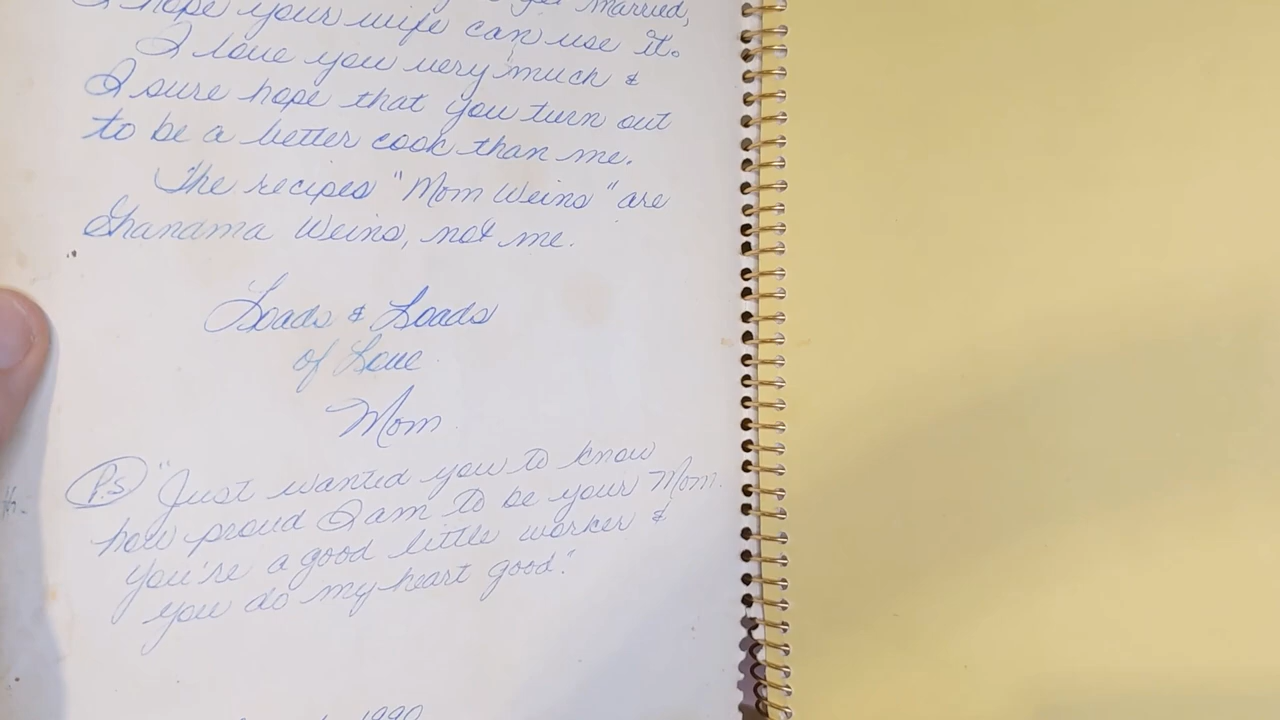 married,
I hope your wife can use it.
I love you very much &
I sure hope that you turn out
to be a better cook than me.
The recipes "Mom Weins" are
Grandma Weins, not me.
Loads & Loads
of Love
Mom
P.S "Just wanted you to know
how proud I am to be your Mom.
You're a good little worker &
you do my heart good."
1990